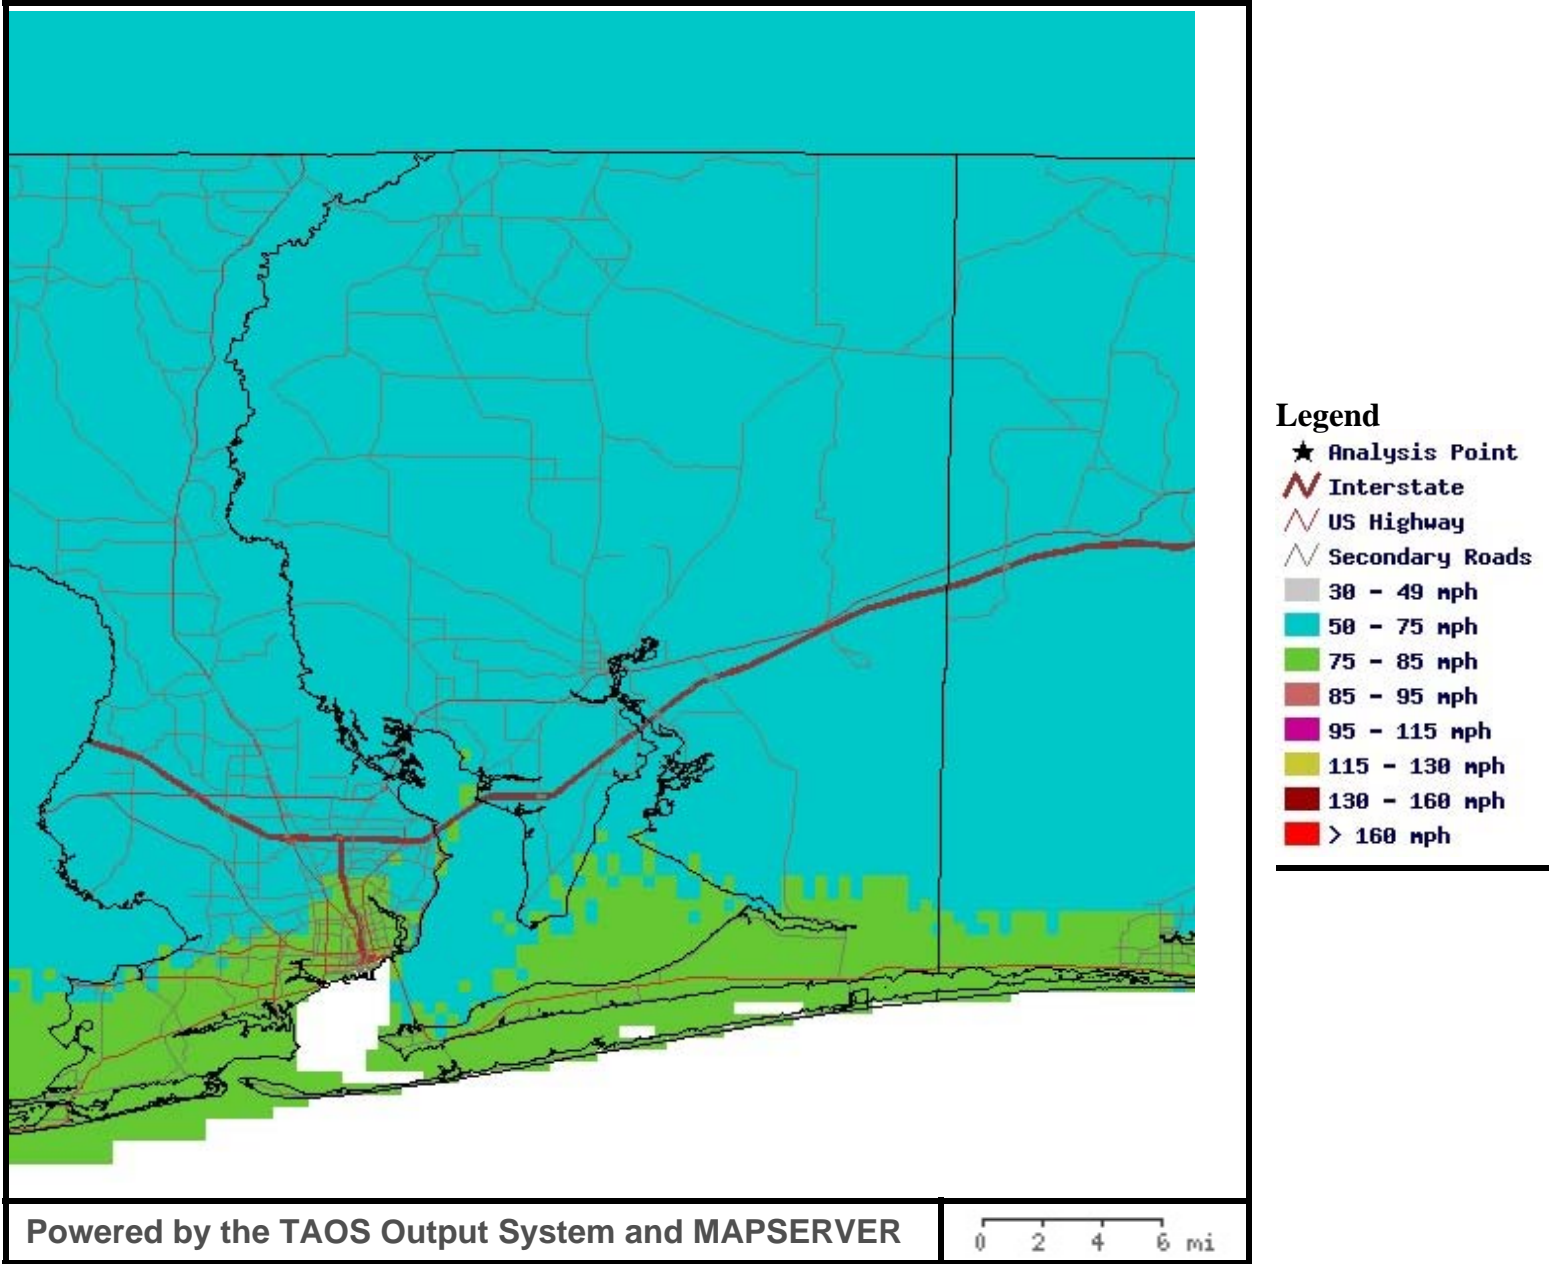 Legend
Analysis Point
Interstate
US Highway
Secondary Roads
30 - 49 mph
50 - 75 mph
75 - 85 mph
85 - 95 mph
95 - 115 mph
115 - 130 mph
130 - 160 mph
> 160 mph
Powered by the TAOS Output System and MAPSERVER
0 2 4 6 mi